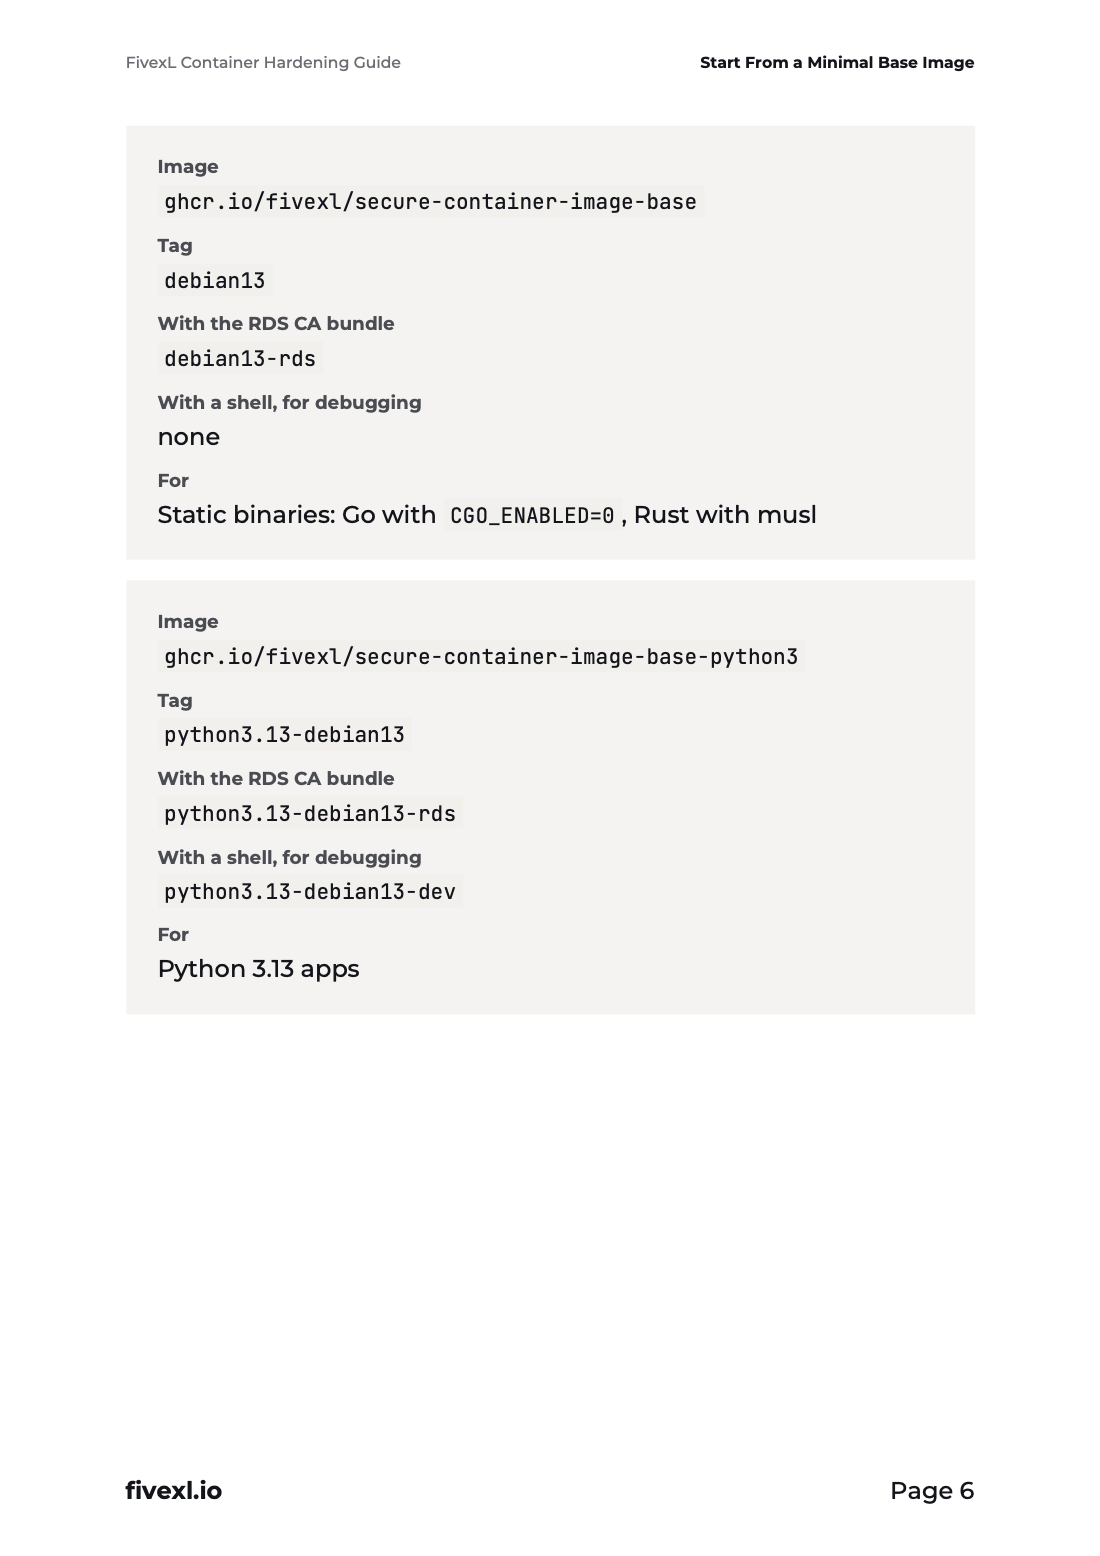 FivexL Container Hardening Guide
Start From a Minimal Base Image
Image
ghcr.io/fivexl/secure-container-image-base
Tag
debian13
With the RDS CA bundle
debian13-rds
With a shell, for debugging
none
For
Static binaries: Go with CGO_ENABLED=0, Rust with musl
Image
ghcr.io/fivexl/secure-container-image-base-python3
Tag
python3.13-debian13
With the RDS CA bundle
python3.13-debian13-rds
With a shell, for debugging
python3.13-debian13-dev
For
Python 3.13 apps
fivexl.io
Page 6